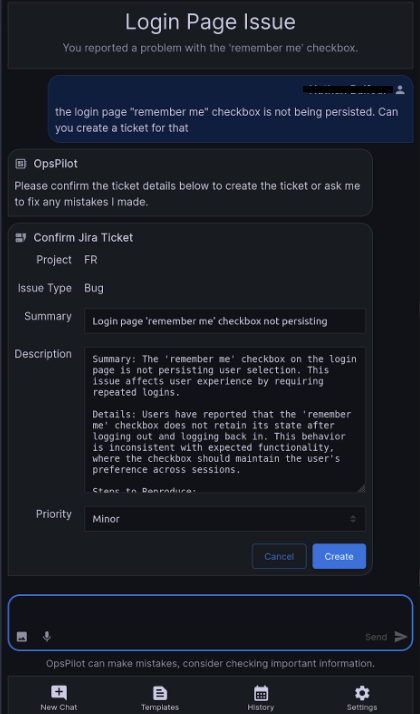 Login Page Issue
You reported a problem with the 'remember me' checkbox.
the login page "remember me" checkbox is not being persisted. Can
you create a ticket for that
OpsPilot
Please confirm the ticket details below to create the ticket or ask me
to fix any mistakes I made.
Confirm Jira Ticket
Project FR
Issue Type Bug
Summary Login page 'remember me' checkbox not persisting
Description Summary: The 'remember me' checkbox on the login
page is not persisting user selection. This
issue affects user experience by requiring
repeated logins.
Details: Users have reported that the 'remember
me' checkbox does not retain its state after
logging out and logging back in. This behavior
is inconsistent with expected functionality,
where the checkbox should maintain the user's
preference across sessions.
Steps to Reproduce:
Priority Minor
Cancel Create
Send
OpsPilot can make mistakes, consider checking important information.
New Chat Templates History Settings